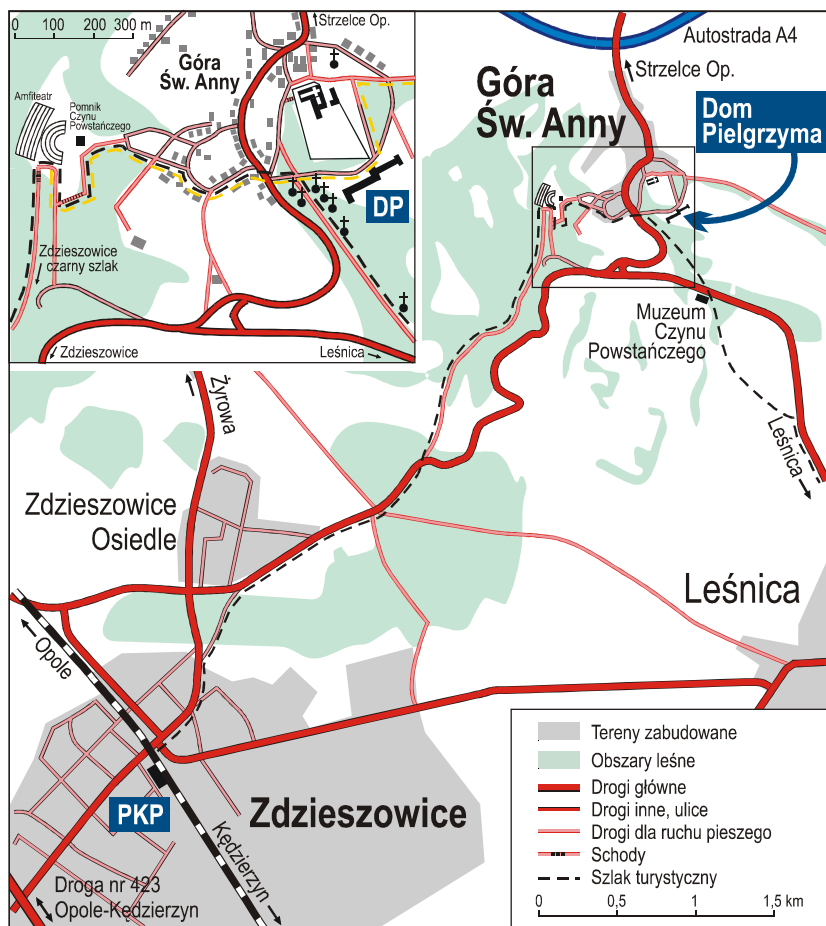 0 100 200 300 m
Strzelce Op.
Góra
Św. Anny
Amfiteatr
Pomnik
Czynu
Powstańczego
DP
Zdzieszowice
czarny szlak
Zdzieszowice
Leśnica
Autostrada A4
Strzelce Op.
Góra
Św. Anny
Dom
Pielgrzyma
Muzeum
Czynu
Powstańczego
Leśnica
Żyrowa
Zdzieszowice
Osiedle
Leśnica
Opole
PKP
Zdzieszowice
Kędzierzyn
Droga nr 423
Opole-Kędzierzyn
Tereny zabudowane
Obszary leśne
Drogi główne
Drogi inne, ulice
Drogi dla ruchu pieszego
Schody
Szlak turystyczny
0 0,5 1 1,5 km